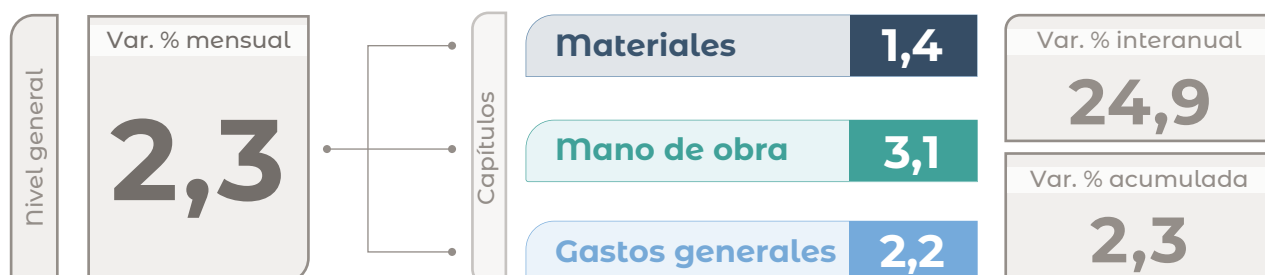 Nivel general
Var. % mensual
2,3
Capítulos
Materiales
1,4
Mano de obra
3,1
Gastos generales
2,2
Var. % interanual
24,9
Var. % acumulada
2,3